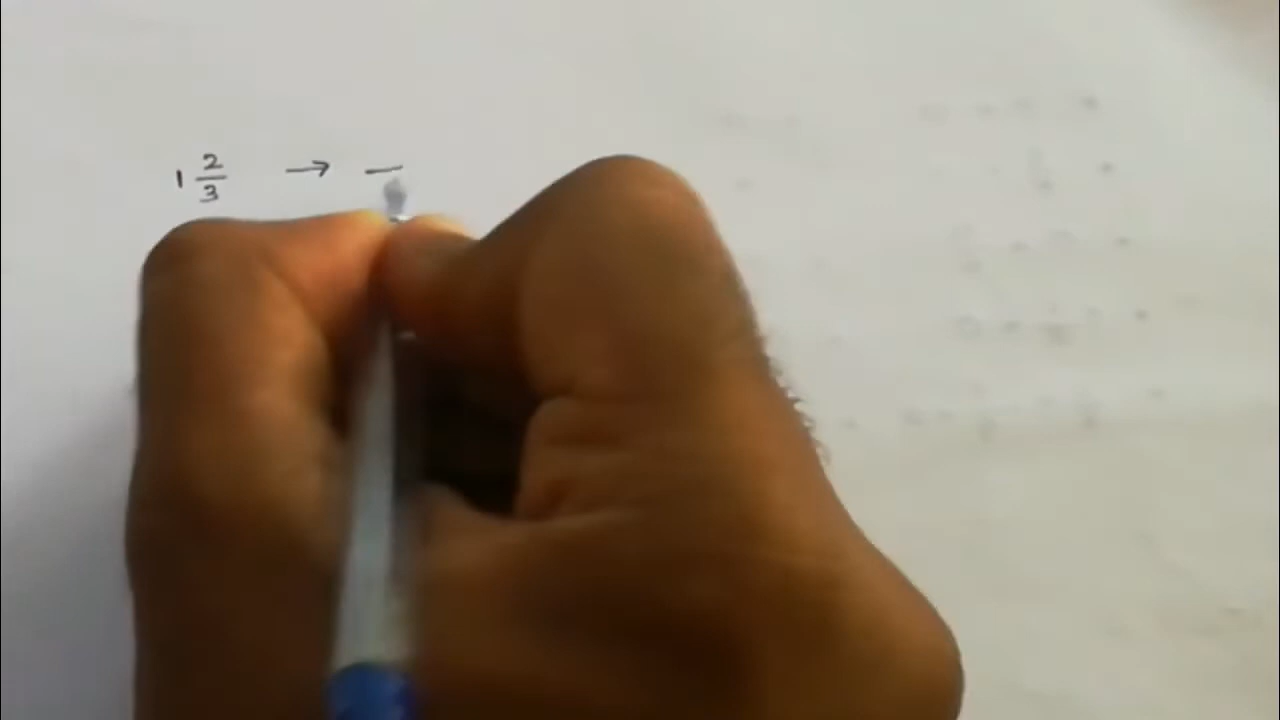 1 2/3 → —